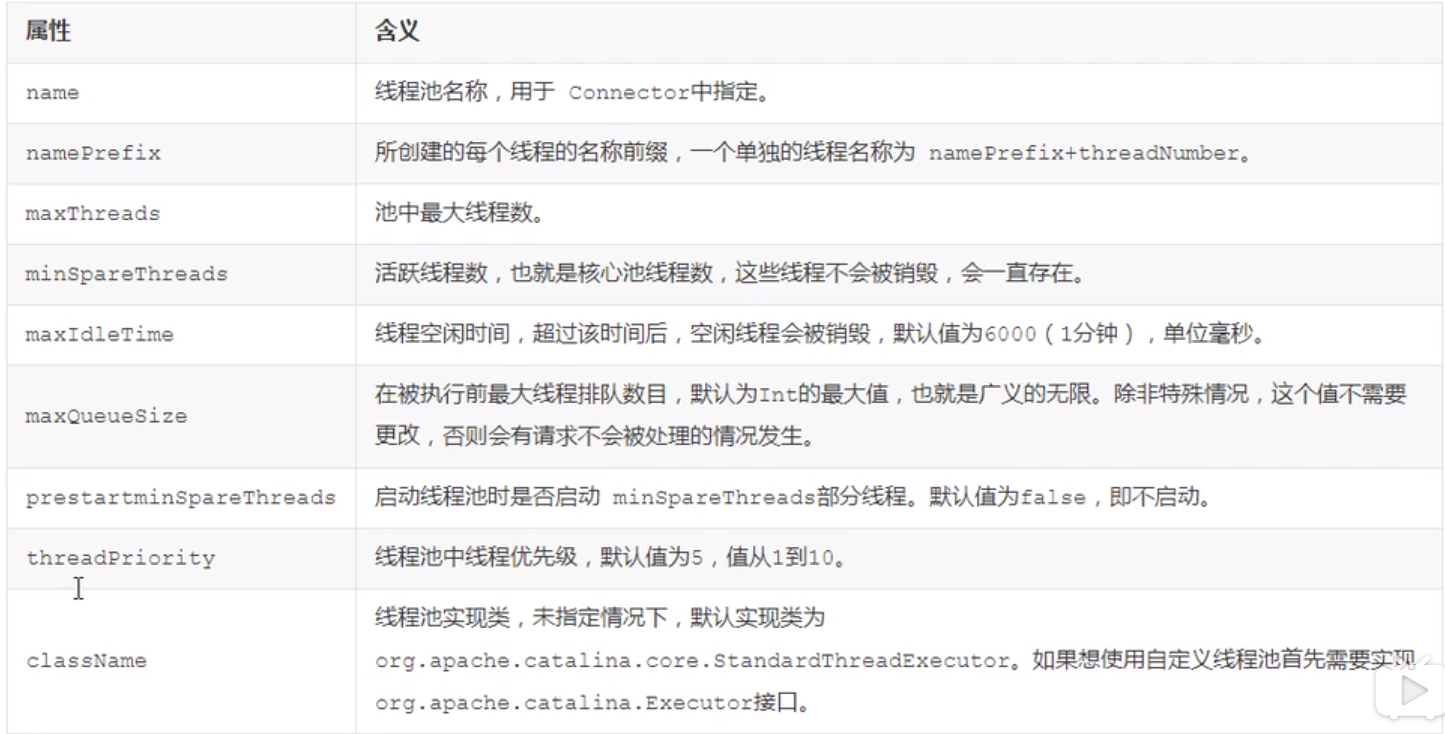 属性 含义
name 线程池名称，用于 Connector中指定。
namePrefix 所创建的每个线程的名称前缀，一个单独的线程名称为 namePrefix+threadNumber。
maxThreads 池中最大线程数。
minSpareThreads 活跃线程数，也就是核心池线程数，这些线程不会被销毁，会一直存在。
maxIdleTime 线程空闲时间，超过该时间后，空闲线程会被销毁，默认值为6000（1分钟），单位毫秒。
在被执行前最大线程排队数目，默认为Int的最大值，也就是广义的无限。除非特殊情况，这个值不需要
maxQueueSize
更改，否则会有请求不会被处理的情况发生。
prestartminSpareThreads 启动线程池时是否启动 minSpareThreads部分线程。默认值为false，即不启动。
threadPriority 线程池中线程优先级，默认值为5，值从1到10。
线程池实现类，未指定情况下，默认实现类为
className org.apache.catalina.core.StandardThreadExecutor。如果想使用自定义线程池首先需要实现
org.apache.catalina.Executor接口。